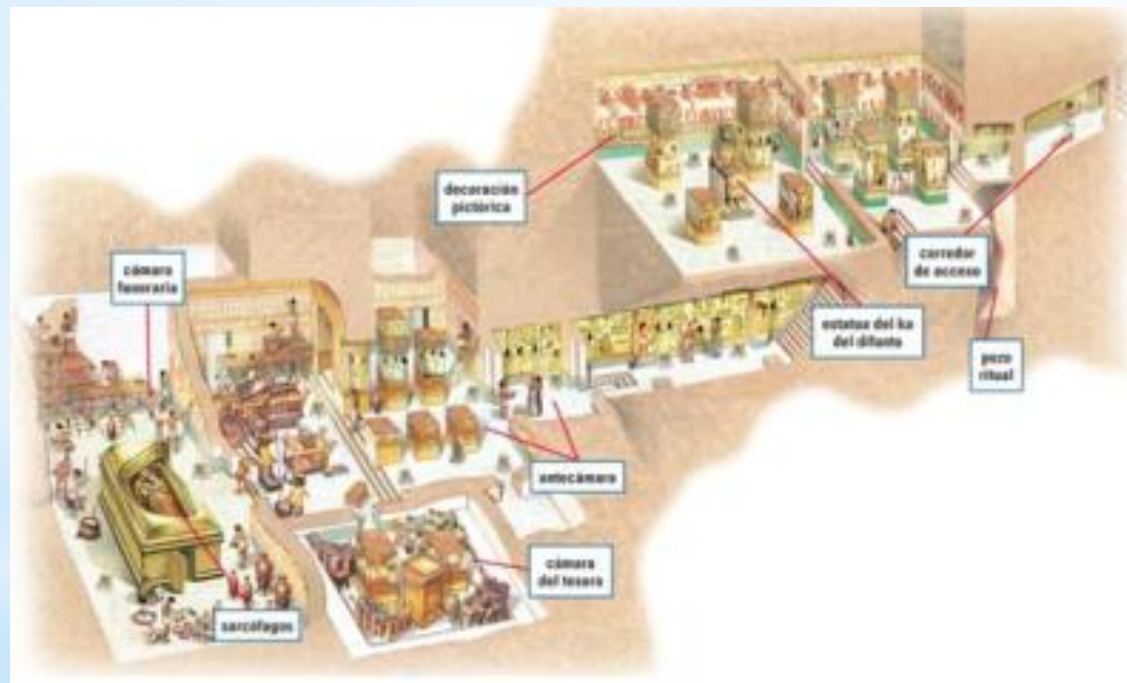 decoración
pictórica
cámara
funeraria
corredor
de acceso
estatua del ka
del difunto
pozo
ritual
antecámara
cámara
del tesoro
sarcófagos